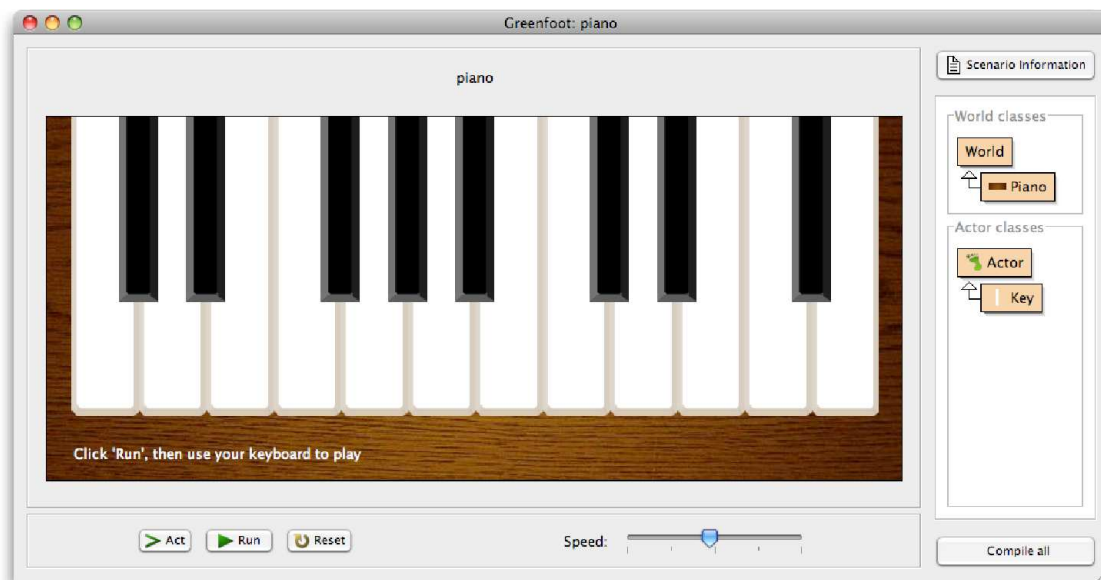 Greenfoot: piano
Scenario Information
piano
World classes
World
Piano
Actor classes
Actor
Key
Click 'Run', then use your keyboard to play
Act
Run
Reset
Speed:
Compile all